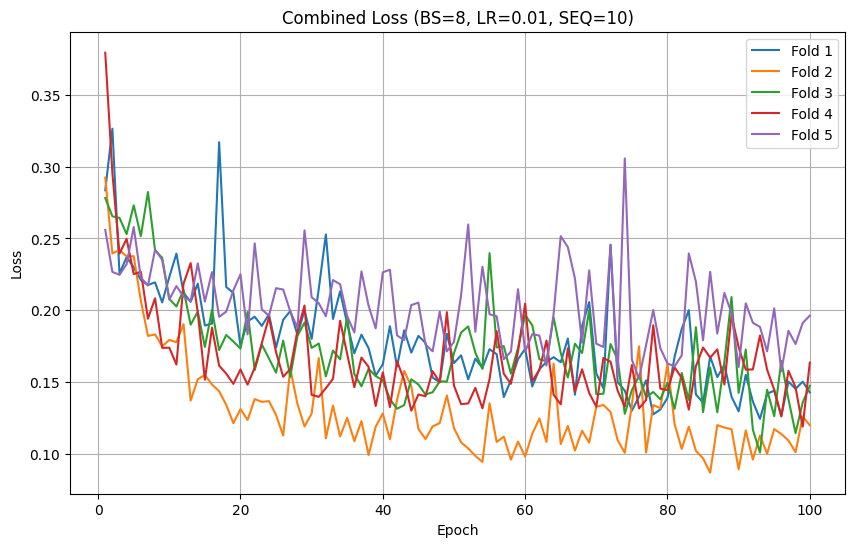 Combined Loss (BS=8, LR=0.01, SEQ=10)
Fold 1
Fold 2
Fold 3
Fold 4
Fold 5
0.35
0.30
0.25
0.20
0.15
0.10
Loss
0
20
40
60
80
100
Epoch